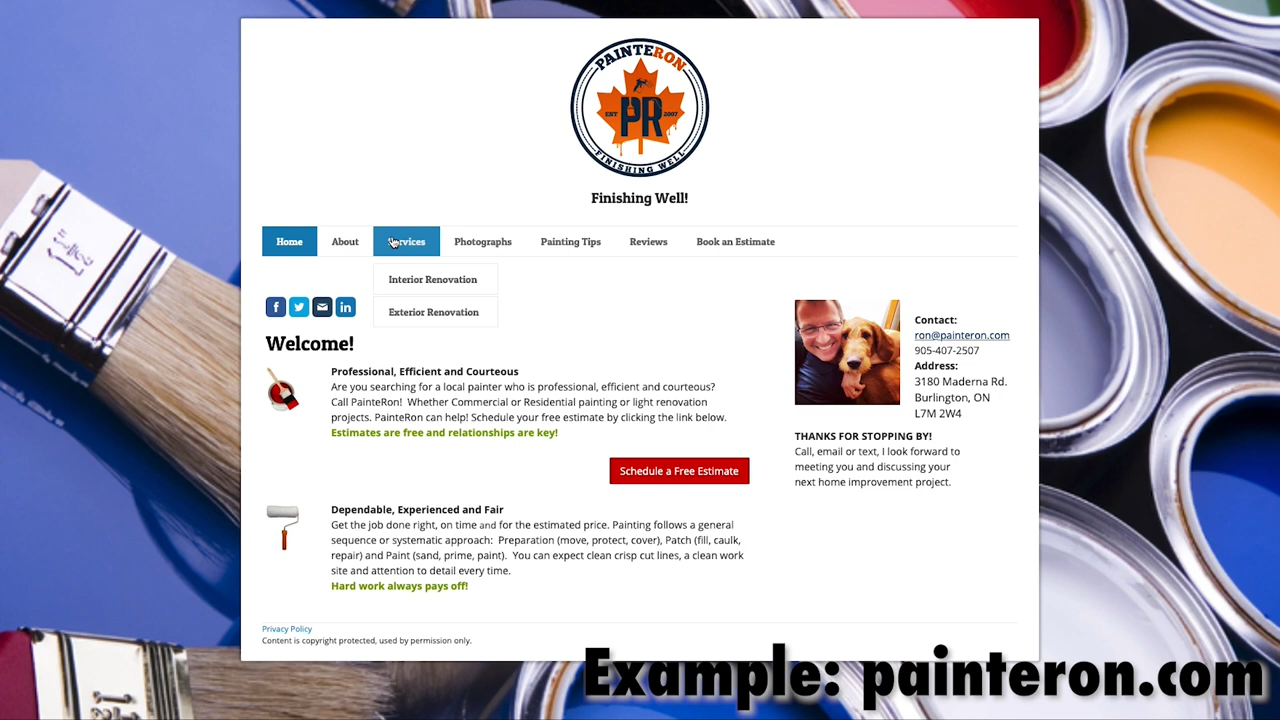 PAINTERON
EST 2007
PR
FINISHING WELL
Finishing Well!
Home About Services Photographs Painting Tips Reviews Book an Estimate
Interior Renovation
Exterior Renovation
Welcome!
Professional, Efficient and Courteous
Are you searching for a local painter who is professional, efficient and courteous?
Call PainteRon! Whether Commercial or Residential painting or light renovation
projects. PainteRon can help! Schedule your free estimate by clicking the link below.
Estimates are free and relationships are key!
Schedule a Free Estimate
Dependable, Experienced and Fair
Get the job done right, on time and for the estimated price. Painting follows a general
sequence or systematic approach: Preparation (move, protect, cover), Patch (fill, caulk,
repair) and Paint (sand, prime, paint). You can expect clean crisp cut lines, a clean work
site and attention to detail every time.
Hard work always pays off!
Contact:
ron@painteron.com
905-407-2507
Address:
3180 Maderna Rd.
Burlington, ON
L7M 2W4
THANKS FOR STOPPING BY!
Call, email or text, I look forward to
meeting you and discussing your
next home improvement project.
Privacy Policy
Content is copyright protected, used by permission only.
Example: painteron.com